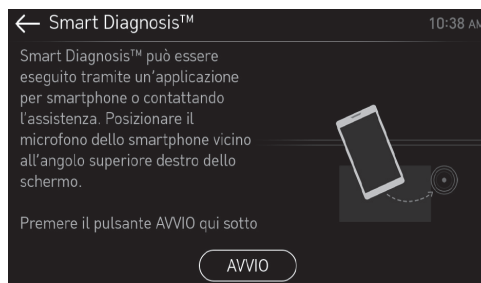 ← Smart Diagnosis™ 10:38 AM
Smart Diagnosis™ può essere
eseguito tramite un'applicazione
per smartphone o contattando
l'assistenza. Posizionare il
microfono dello smartphone vicino
all'angolo superiore destro dello
schermo.
Premere il pulsante AVVIO qui sotto
AVVIO